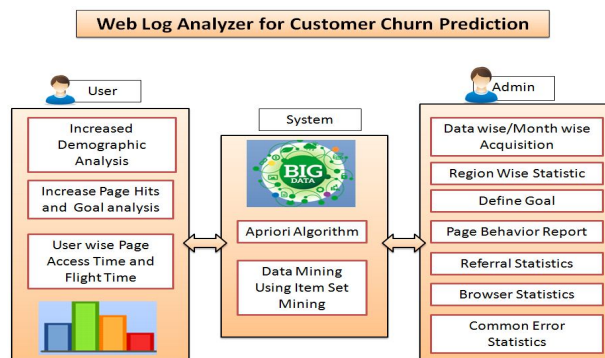 Web Log Analyzer for Customer Churn Prediction
User
Increased
Demographic
Analysis
Increase Page Hits
and Goal analysis
User wise Page
Access Time and
Flight Time
System
BIG
DATA
Apriori Algorithm
Data Mining
Using Item Set
Mining
Admin
Data wise/Month wise
Acquisition
Region Wise Statistic
Define Goal
Page Behavior Report
Referral Statistics
Browser Statistics
Common Error
Statistics